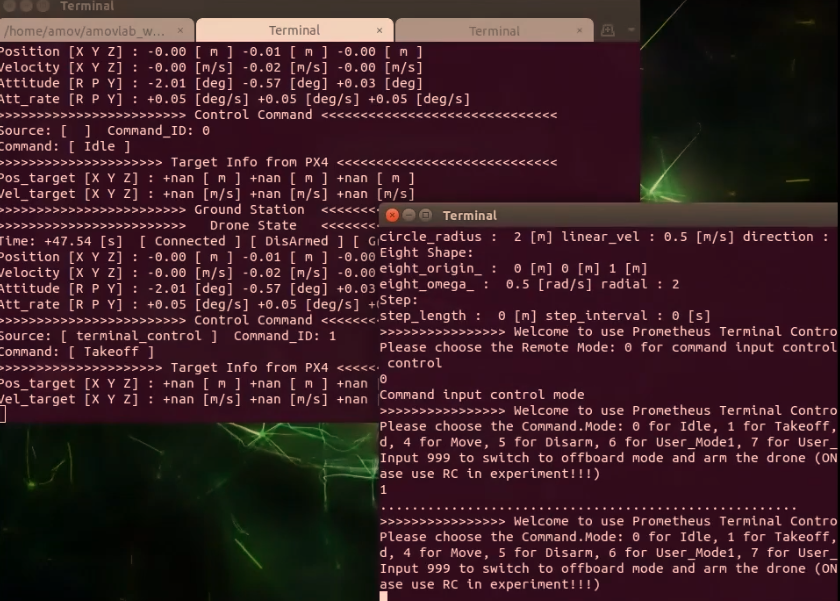 Terminal
/home/amov/amovlab_w... × Terminal × Terminal ×
Position [X Y Z] : -0.00 [ m ] -0.01 [ m ] -0.00 [ m ]
Velocity [X Y Z] : -0.00 [m/s] -0.02 [m/s] -0.00 [m/s]
Attitude [R P Y] : -2.01 [deg] -0.57 [deg] +0.03 [deg]
Att_rate [R P Y] : +0.05 [deg/s] +0.05 [deg/s] +0.05 [deg/s]
>>>>>>>>>>>>>>>>>>>>>>>> Control Command <<<<<<<<<<<<<<<<<<<<<<<<<<<<<<
Source: [  ]  Command_ID: 0
Command: [ Idle ]
>>>>>>>>>>>>>>>>>>>>> Target Info from PX4 <<<<<<<<<<<<<<<<<<<<<<<<<<<<
Pos_target [X Y Z] : +nan [ m ] +nan [ m ] +nan [ m ]
Vel_target [X Y Z] : +nan [m/s] +nan [m/s] +nan [m/s]
>>>>>>>>>>>>>>>>>>>>>>>> Ground Station  <<<<<<<
>>>>>>>>>>>>>>>>>>>>>>>>   Drone State   <<<<<<<
Time: +47.54 [s]  [ Connected ] [ DisArmed ] [ G
Position [X Y Z] : -0.00 [ m ] -0.01 [ m ] -0.00
Velocity [X Y Z] : -0.00 [m/s] -0.02 [m/s] -0.00
Attitude [R P Y] : -2.01 [deg] -0.57 [deg] +0.03
Att_rate [R P Y] : +0.05 [deg/s] +0.05 [deg/s] +
>>>>>>>>>>>>>>>>>>>>>>>> Control Command <<<<<<<
Source: [ terminal_control ]  Command_ID: 1
Command: [ Takeoff ]
>>>>>>>>>>>>>>>>>>>>> Target Info from PX4 <<<<<
Pos_target [X Y Z] : +nan [ m ] +nan [ m ] +nan
Vel_target [X Y Z] : +nan [m/s] +nan [m/s] +nan
Terminal
circle_radius :  2 [m] linear_vel : 0.5 [m/s] direction :
Eight Shape:
eight_origin_ :  0 [m] 0 [m] 1 [m]
eight_omega_ :  0.5 [rad/s] radial : 2
Step:
step_length :  0 [m] step_interval : 0 [s]
>>>>>>>>>>>>>>>> Welcome to use Prometheus Terminal Contro
Please choose the Remote Mode: 0 for command input control
 control
0
Command input control mode
>>>>>>>>>>>>>>>> Welcome to use Prometheus Terminal Contro
Please choose the Command.Mode: 0 for Idle, 1 for Takeoff,
d, 4 for Move, 5 for Disarm, 6 for User_Mode1, 7 for User_
Input 999 to switch to offboard mode and arm the drone (ON
ase use RC in experiment!!!)
1
.....................................................
>>>>>>>>>>>>>>>> Welcome to use Prometheus Terminal Contro
Please choose the Command.Mode: 0 for Idle, 1 for Takeoff,
d, 4 for Move, 5 for Disarm, 6 for User_Mode1, 7 for User_
Input 999 to switch to offboard mode and arm the drone (ON
ase use RC in experiment!!!)